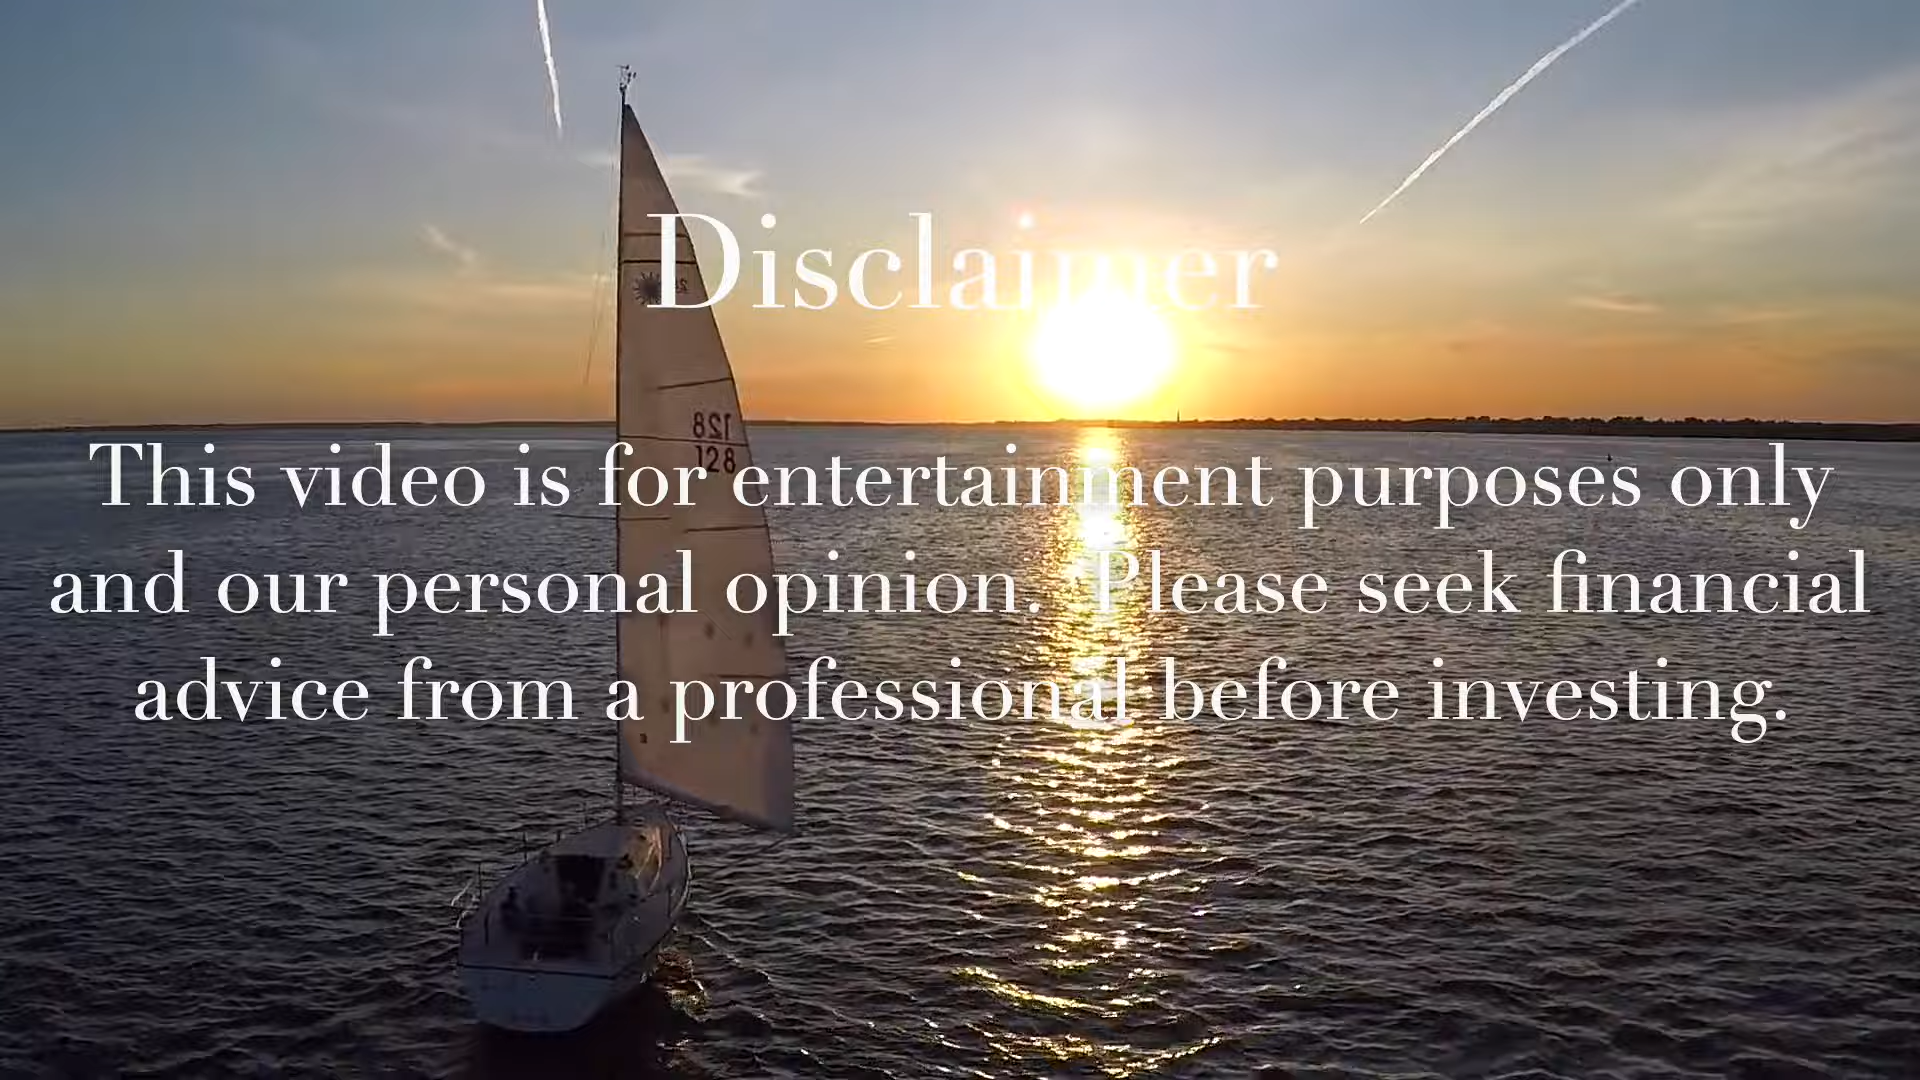 Disclaimer
128
128
This video is for entertainment purposes only
and our personal opinion. Please seek financial
advice from a professional before investing.